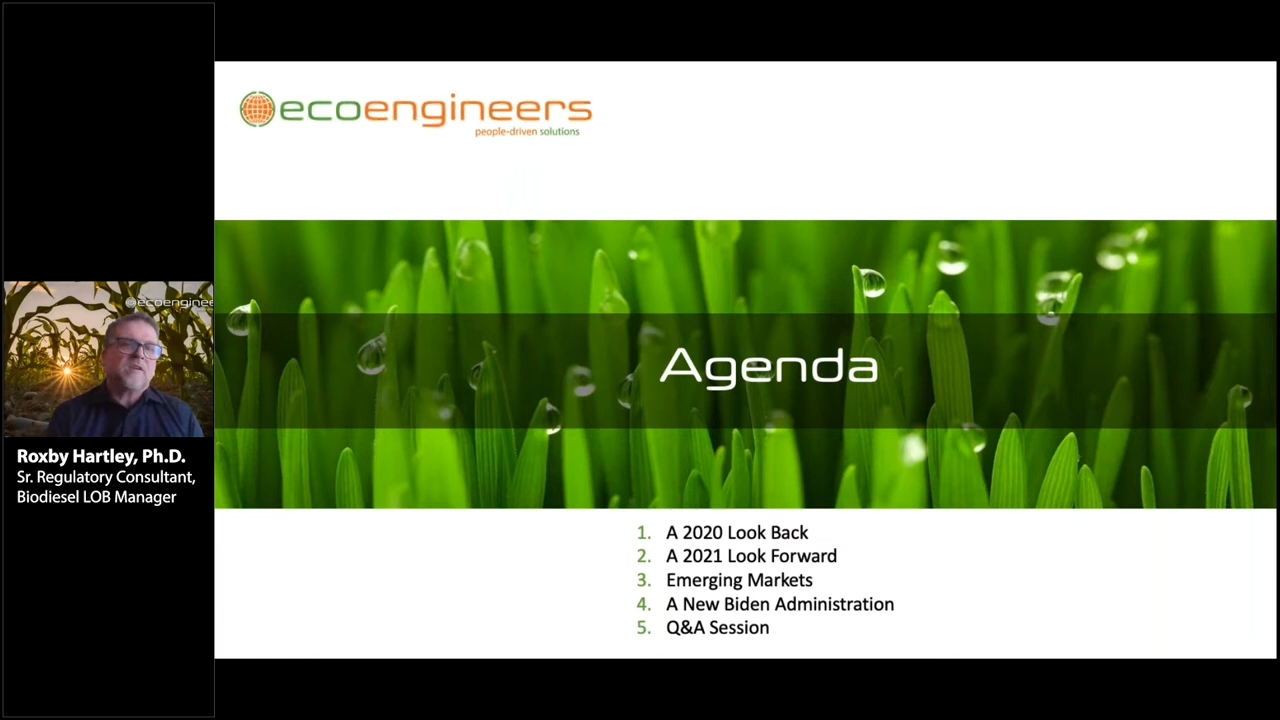 ecoengineers
people-driven solutions
Agenda
ecoenginee
Roxby Hartley, Ph.D.
Sr. Regulatory Consultant,
Biodiesel LOB Manager
1. A 2020 Look Back
2. A 2021 Look Forward
3. Emerging Markets
4. A New Biden Administration
5. Q&A Session